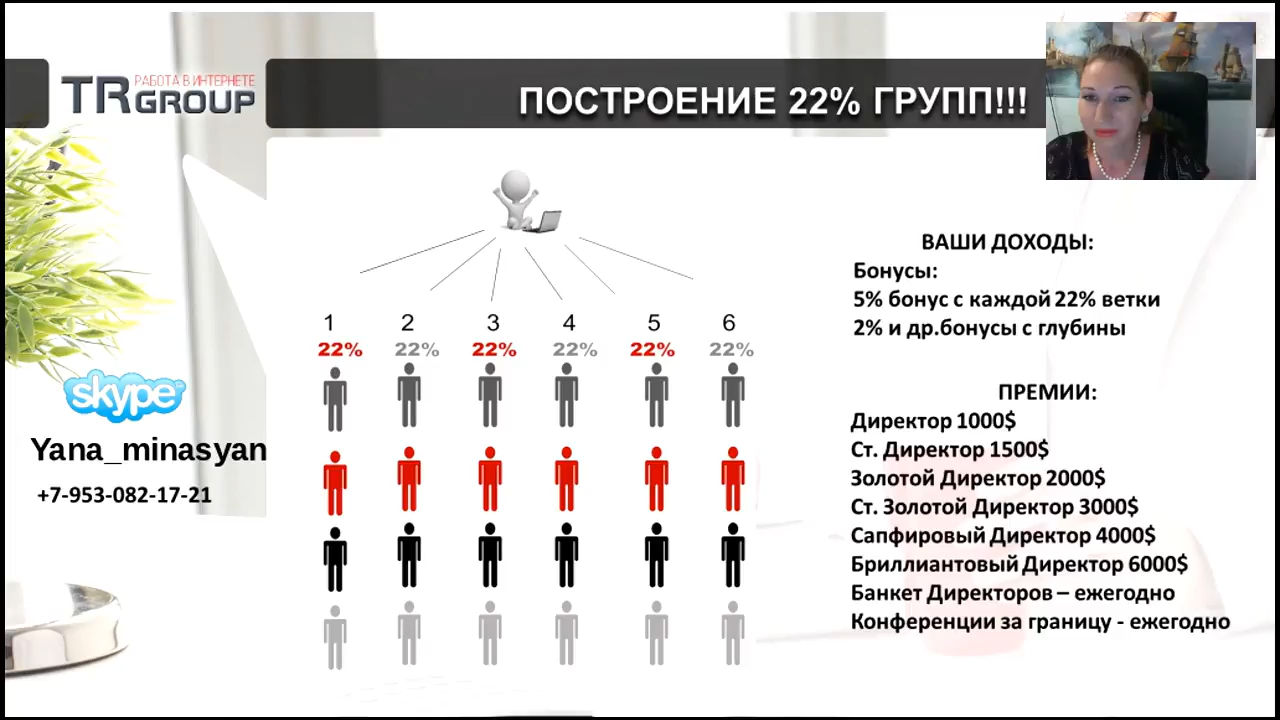 РАБОТА В ИНТЕРНЕТЕ
TRGROUP
ПОСТРОЕНИЕ 22% ГРУПП!!!
1 2 3 4 5 6
22% 22% 22% 22% 22% 22%
skype
Yana_minasyan
+7-953-082-17-21
ВАШИ ДОХОДЫ:
Бонусы:
5% бонус с каждой 22% ветки
2% и др.бонусы с глубины
ПРЕМИИ:
Директор 1000$
Ст. Директор 1500$
Золотой Директор 2000$
Ст. Золотой Директор 3000$
Сапфировый Директор 4000$
Бриллиантовый Директор 6000$
Банкет Директоров – ежегодно
Конференции за границу - ежегодно